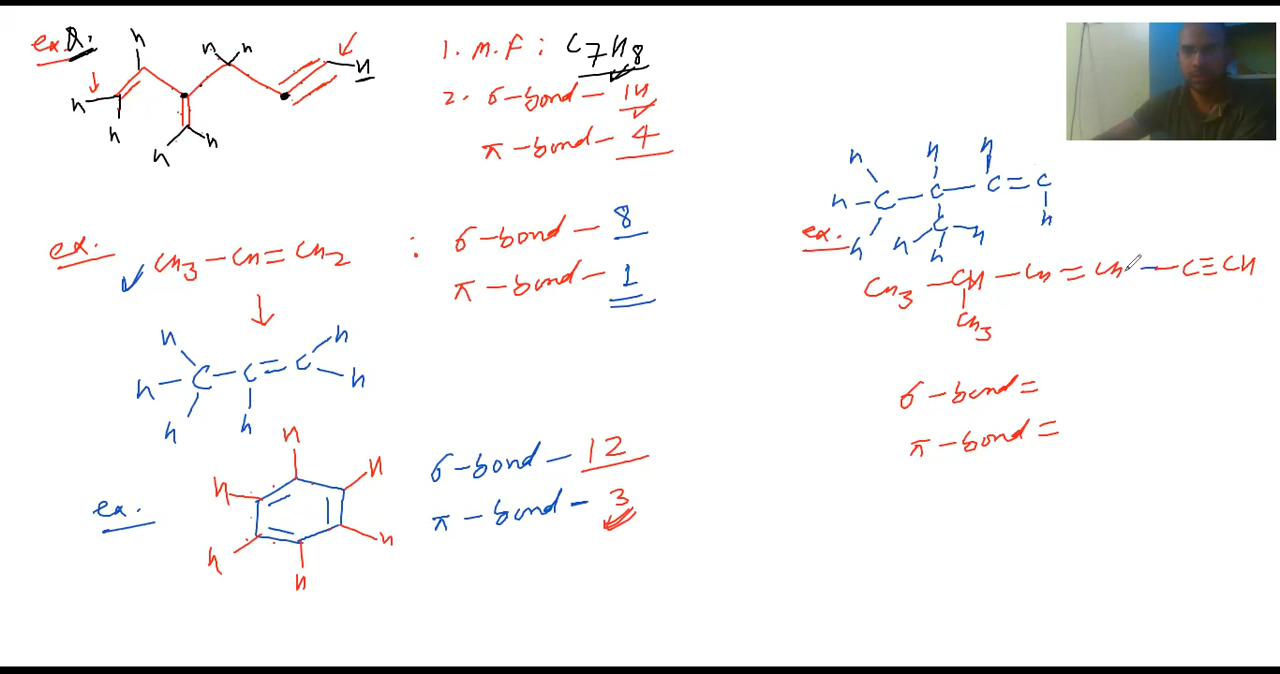 ex.Q.
H
H
H
H
H
H
H
H
1. M.F : C7H8
2. σ-bond - 14
π-bond - 4
ex. CH3-CH=CH2 :
σ-bond - 8
π-bond - 1
H
H
H
C-C=C
H
H
H
ex.
H
H
H
H
H
H
σ-bond - 12
π-bond - 3
ex.
H
H
H
H
H-C-C-C=C
H
H
H
C
H
H
CH3-CH-CH=CH-C≡CH
CH3
σ-bond =
π-bond =